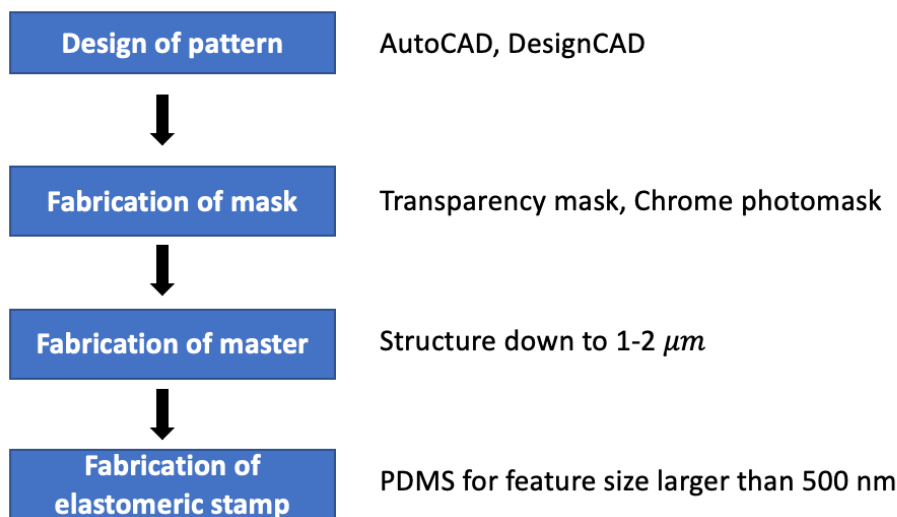 Design of pattern
AutoCAD, DesignCAD
Fabrication of mask
Transparency mask, Chrome photomask
Fabrication of master
Structure down to 1-2 μm
Fabrication of
elastomeric stamp
PDMS for feature size larger than 500 nm